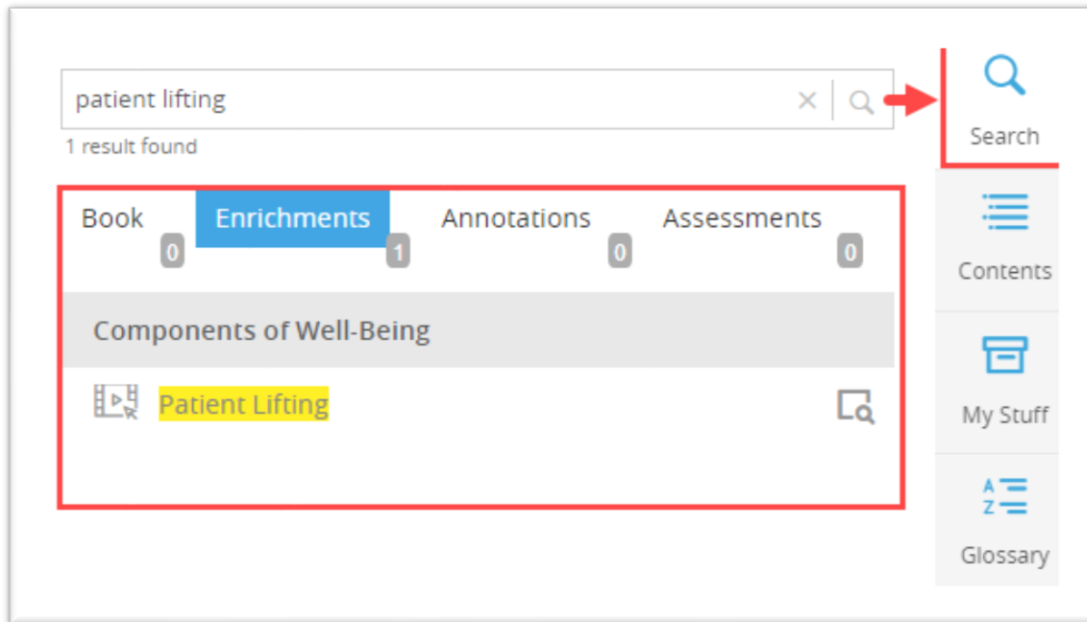 patient lifting
1 result found
Book 0 Enrichments 1 Annotations 0 Assessments 0
Components of Well-Being
Patient Lifting
Search
Contents
My Stuff
A
Z
Glossary